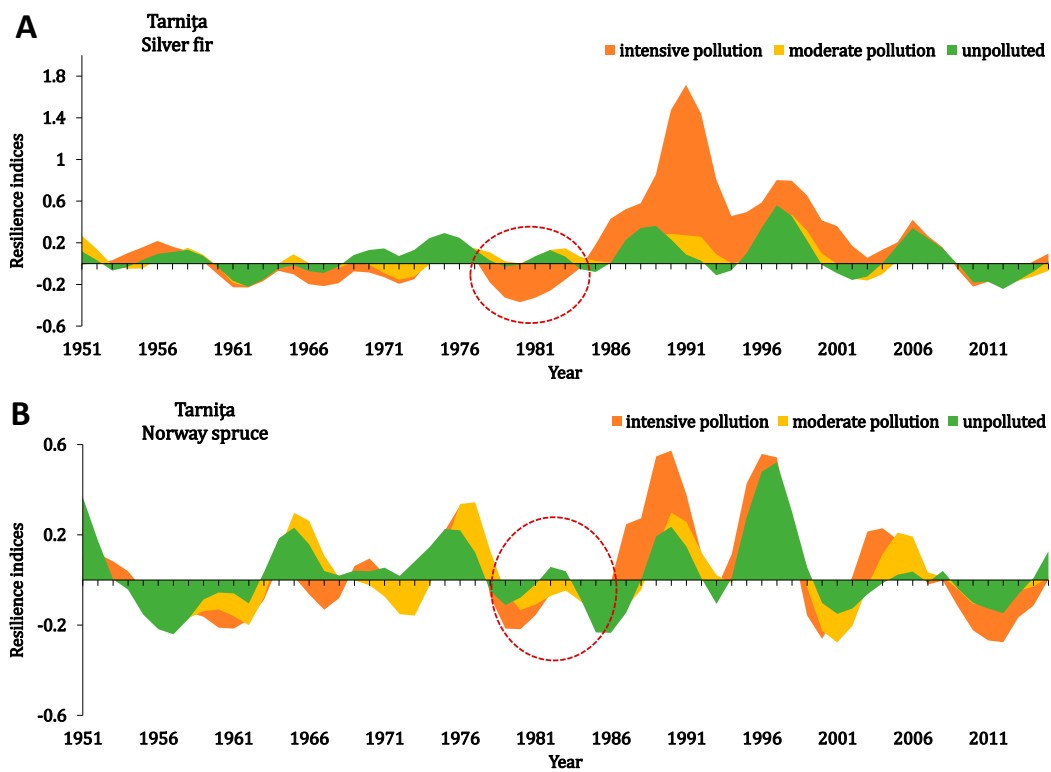 A
Tarnița
Silver fir
intensive pollution moderate pollution unpolluted
Resilience indices
1.8
1.4
1
0.6
0.2
-0.2
-0.6
1951 1956 1961 1966 1971 1976 1981 1986 1991 1996 2001 2006 2011
Year
B
Tarnița
Norway spruce
intensive pollution moderate pollution unpolluted
Resilience indices
0.6
0.2
-0.2
-0.6
1951 1956 1961 1966 1971 1976 1981 1986 1991 1996 2001 2006 2011
Year